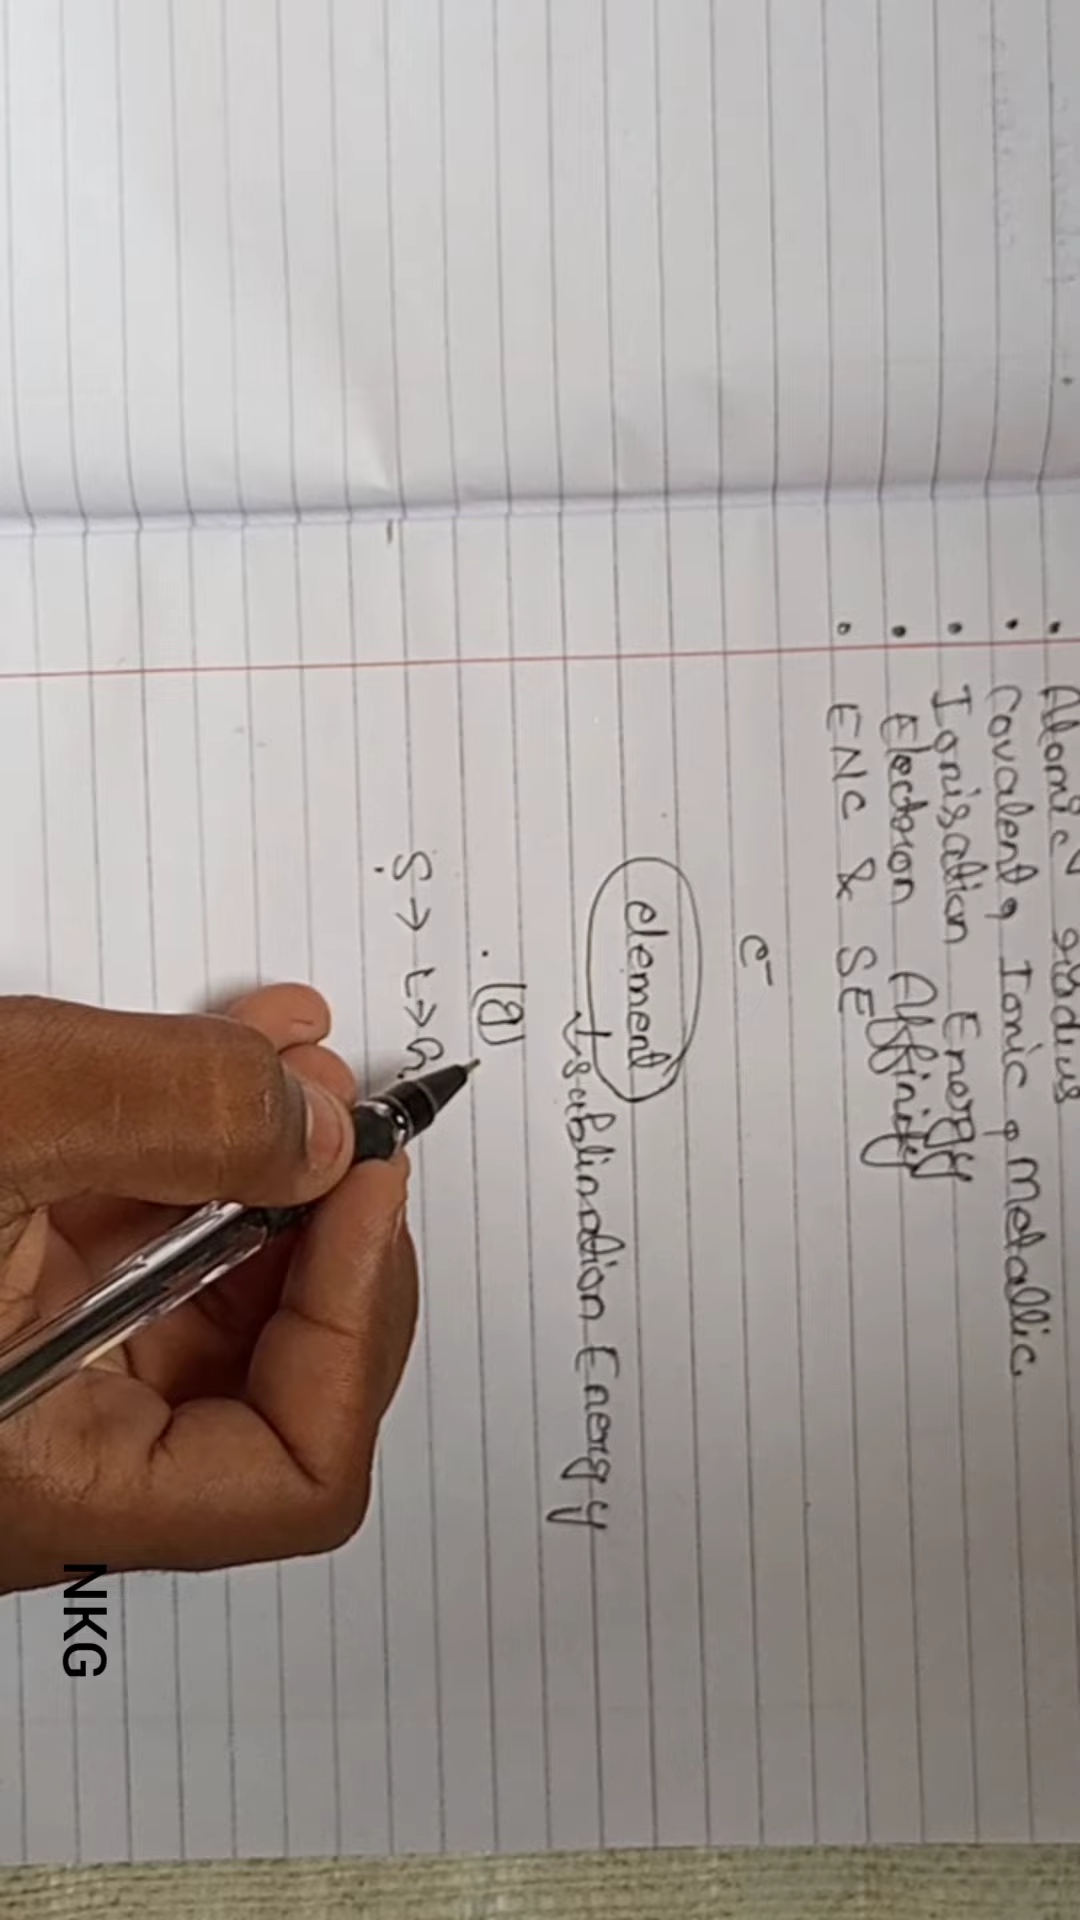 Atomic radius
Covalent, Ionic, Metallic.
Ionisation Energy
Electron Affinity
ENC & SE
e⁻
element
sublimation Energy
(g)
S → L → G
NKG